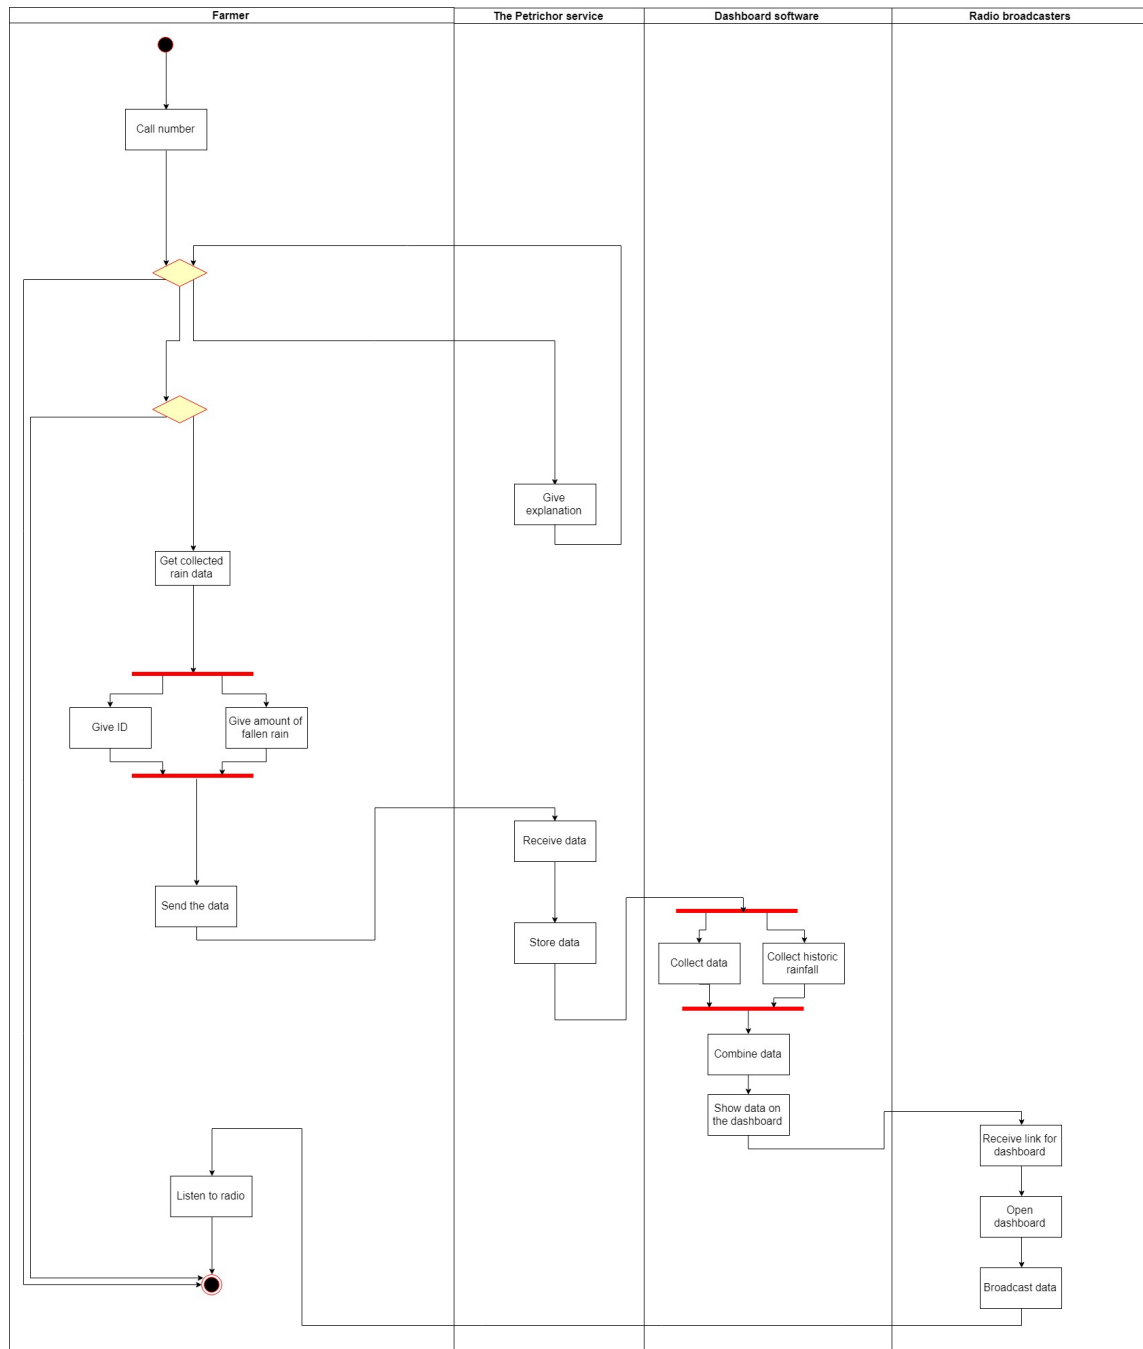 Farmer
The Petrichor service
Dashboard software
Radio broadcasters
Call number
Give
explanation
Get collected
rain data
Give ID
Give amount of
fallen rain
Receive data
Send the data
Store data
Collect data
Collect historic
rainfall
Combine data
Show data on
the dashboard
Receive link for
dashboard
Listen to radio
Open
dashboard
Broadcast data